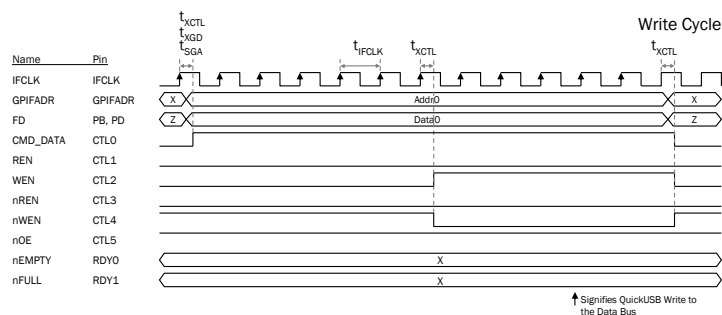 Write Cycle
tXCTL
tXGD
tSGA
tIFCLK
tXCTL
tXCTL
Name Pin
IFCLK IFCLK
GPIFADR GPIFADR X Addr0 X
FD PB, PD Z Data0 Z
CMD_DATA CTL0
REN CTL1
WEN CTL2
nREN CTL3
nWEN CTL4
nOE CTL5
nEMPTY RDY0 X
nFULL RDY1 X
Signifies QuickUSB Write to
the Data Bus